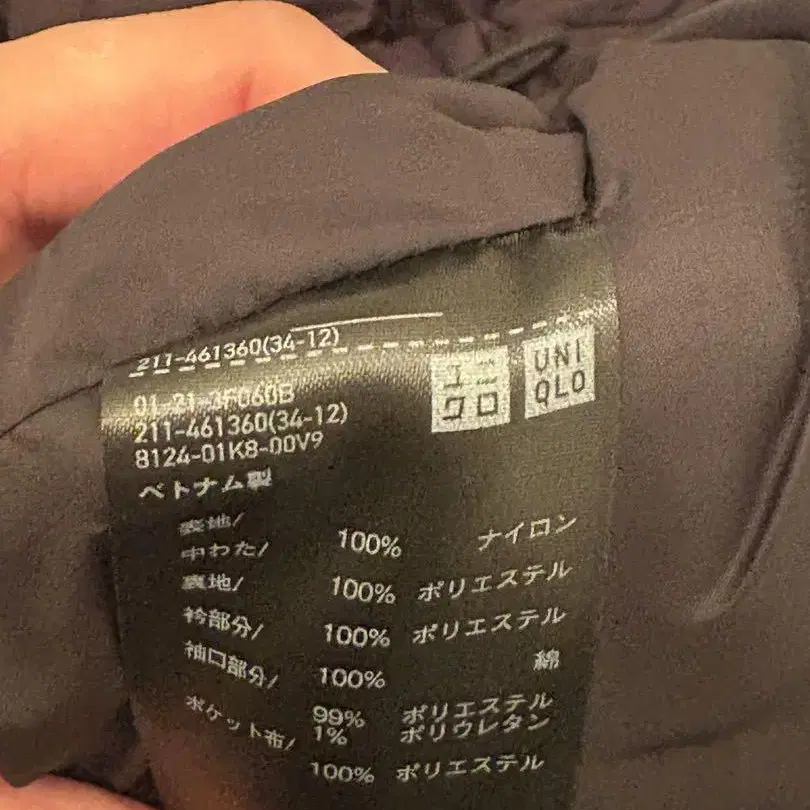 211-461360(34-12)
01-21-3F060B
211-461360(34-12)
8124-01K8-00V9
ユニ
クロ
UNI
QLO
ベトナム製
表地/ 100% ナイロン
中わた/ 100% ポリエステル
裏地/ 100% ポリエステル
衿部分/ 100% 綿
袖口部分/ 99% ポリエステル
1% ポリウレタン
ポケット布/ 100% ポリエステル